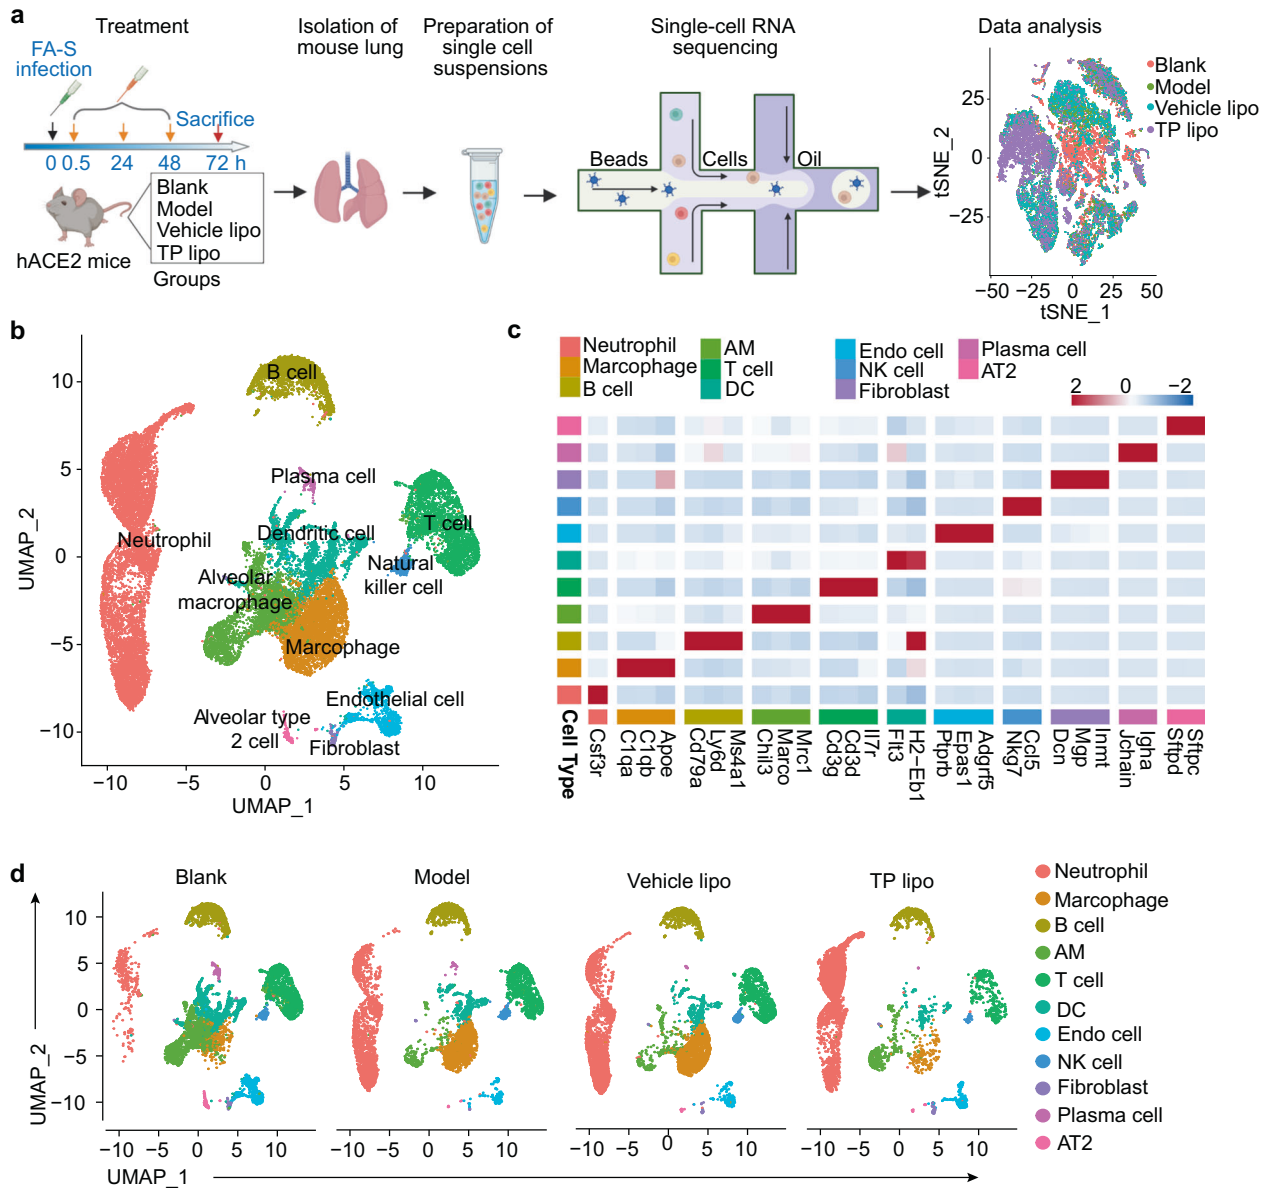 a
Treatment
Isolation of
mouse lung
Preparation of
single cell
suspensions
Single-cell RNA
sequencing
Data analysis
FA-S
infection
Sacrifice
0 0.5 24 48 72 h
Blank
Model
Vehicle lipo
TP lipo
hACE2 mice
Groups
Beads
Cells
Oil
Blank
Model
Vehicle lipo
TP lipo
25
0
−25
tSNE_2
−50 −25 0 25 50
tSNE_1
b
10
5
0
−5
−10
UMAP_2
B cell
Plasma cell
Dendritic cell
T cell
Neutrophil
Natural
killer cell
Alveolar
macrophage
Marcophage
Endothelial cell
Alveolar type
2 cell
Fibroblast
−10 −5 0 5 10
UMAP_1
c
Neutrophil
Marcophage
B cell
AM
T cell
DC
Endo cell
NK cell
Fibroblast
Plasma cell
AT2
2 0 −2
Cell Type
Csf3r
C1qa
C1qb
Apoe
Cd79a
Ly6d
Ms4a1
Chil3
Marco
Mrc1
Cd3g
Cd3d
Il7r
Flt3
H2−Eb1
Ptprb
Epas1
Adgrf5
Nkg7
Ccl5
Dcn
Mgp
Inmt
Jchain
Igha
Sftpd
Sftpc
d
Blank
Model
Vehicle lipo
TP lipo
10
5
0
−5
−10
UMAP_2
−10 −5 0 5 10
−10 −5 0 5 10
−10 −5 0 5 10
−10 −5 0 5 10
UMAP_1
Neutrophil
Marcophage
B cell
AM
T cell
DC
Endo cell
NK cell
Fibroblast
Plasma cell
AT2